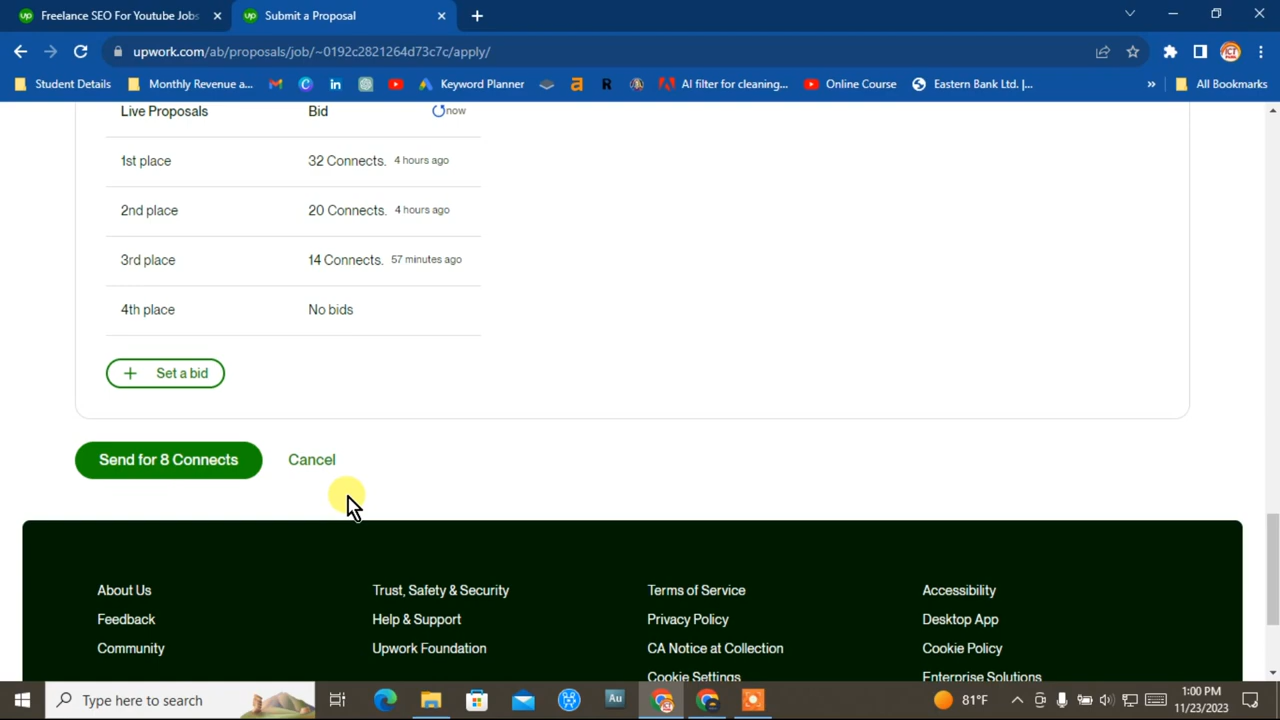 Freelance SEO For Youtube Jobs
Submit a Proposal
upwork.com/ab/proposals/job/~0192c2821264d73c7c/apply/
Student Details
Monthly Revenue a...
Keyword Planner
AI filter for cleaning...
Online Course
Eastern Bank Ltd. |...
All Bookmarks
Live Proposals Bid now
1st place 32 Connects. 4 hours ago
2nd place 20 Connects. 4 hours ago
3rd place 14 Connects. 57 minutes ago
4th place No bids
+ Set a bid
Send for 8 Connects Cancel
About Us Trust, Safety & Security Terms of Service Accessibility
Feedback Help & Support Privacy Policy Desktop App
Community Upwork Foundation CA Notice at Collection Cookie Policy
Cookie Settings Enterprise Solutions
Type here to search
Au
81°F
1:00 PM
11/23/2023